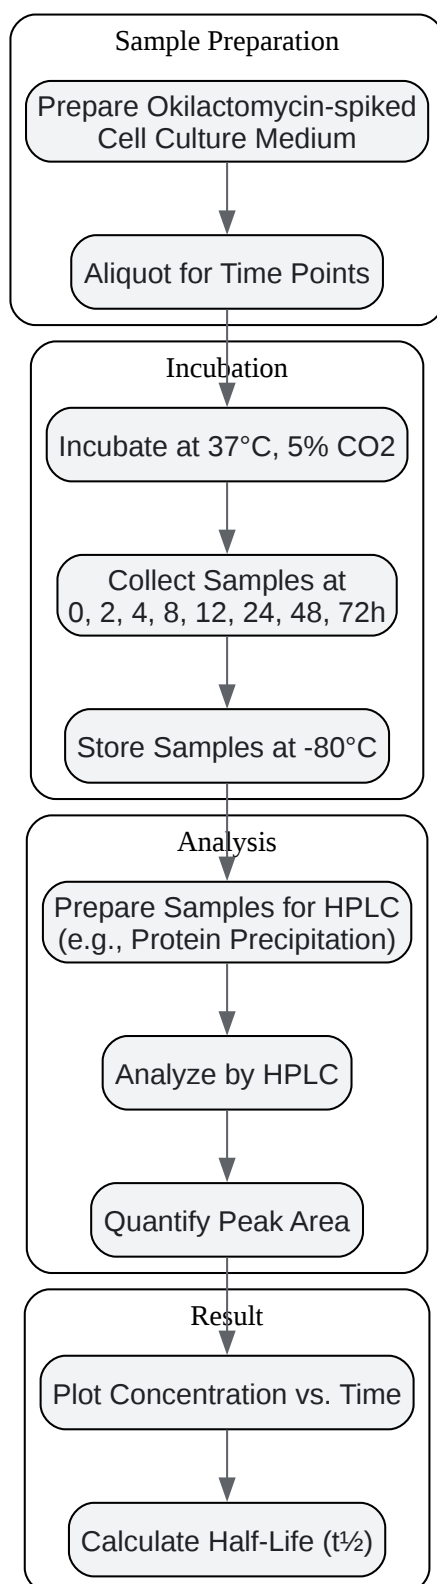 Sample Preparation
Prepare Okilactomycin-spiked
Cell Culture Medium
Aliquot for Time Points
Incubation
Incubate at 37°C, 5% CO2
Collect Samples at
0, 2, 4, 8, 12, 24, 48, 72h
Store Samples at -80°C
Analysis
Prepare Samples for HPLC
(e.g., Protein Precipitation)
Analyze by HPLC
Quantify Peak Area
Result
Plot Concentration vs. Time
Calculate Half-Life (t½)